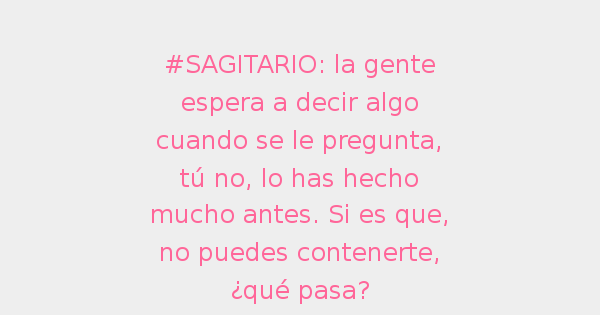 #SAGITARIO: la gente
espera a decir algo
cuando se le pregunta,
tú no, lo has hecho
mucho antes. Si es que,
no puedes contenerte,
¿qué pasa?